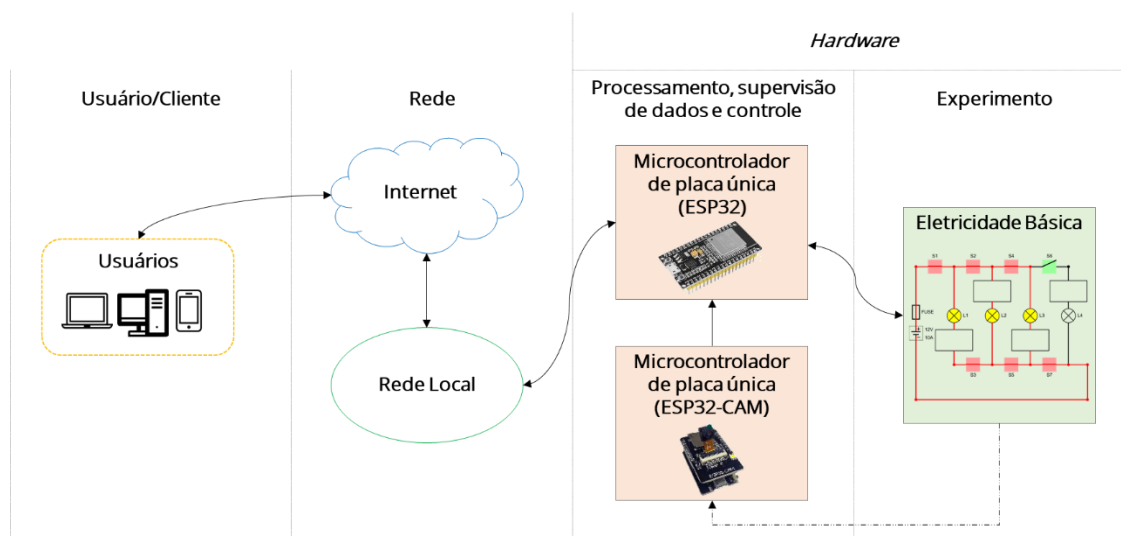 Hardware
Usuário/Cliente
Rede
Processamento, supervisão
de dados e controle
Experimento
Internet
Usuários
Rede Local
Microcontrolador
de placa única
(ESP32)
Microcontrolador
de placa única
(ESP32-CAM)
Eletricidade Básica
S1
S2
S4
FUSE
L1
L2
L3
L4
12V
10A
S3
S7